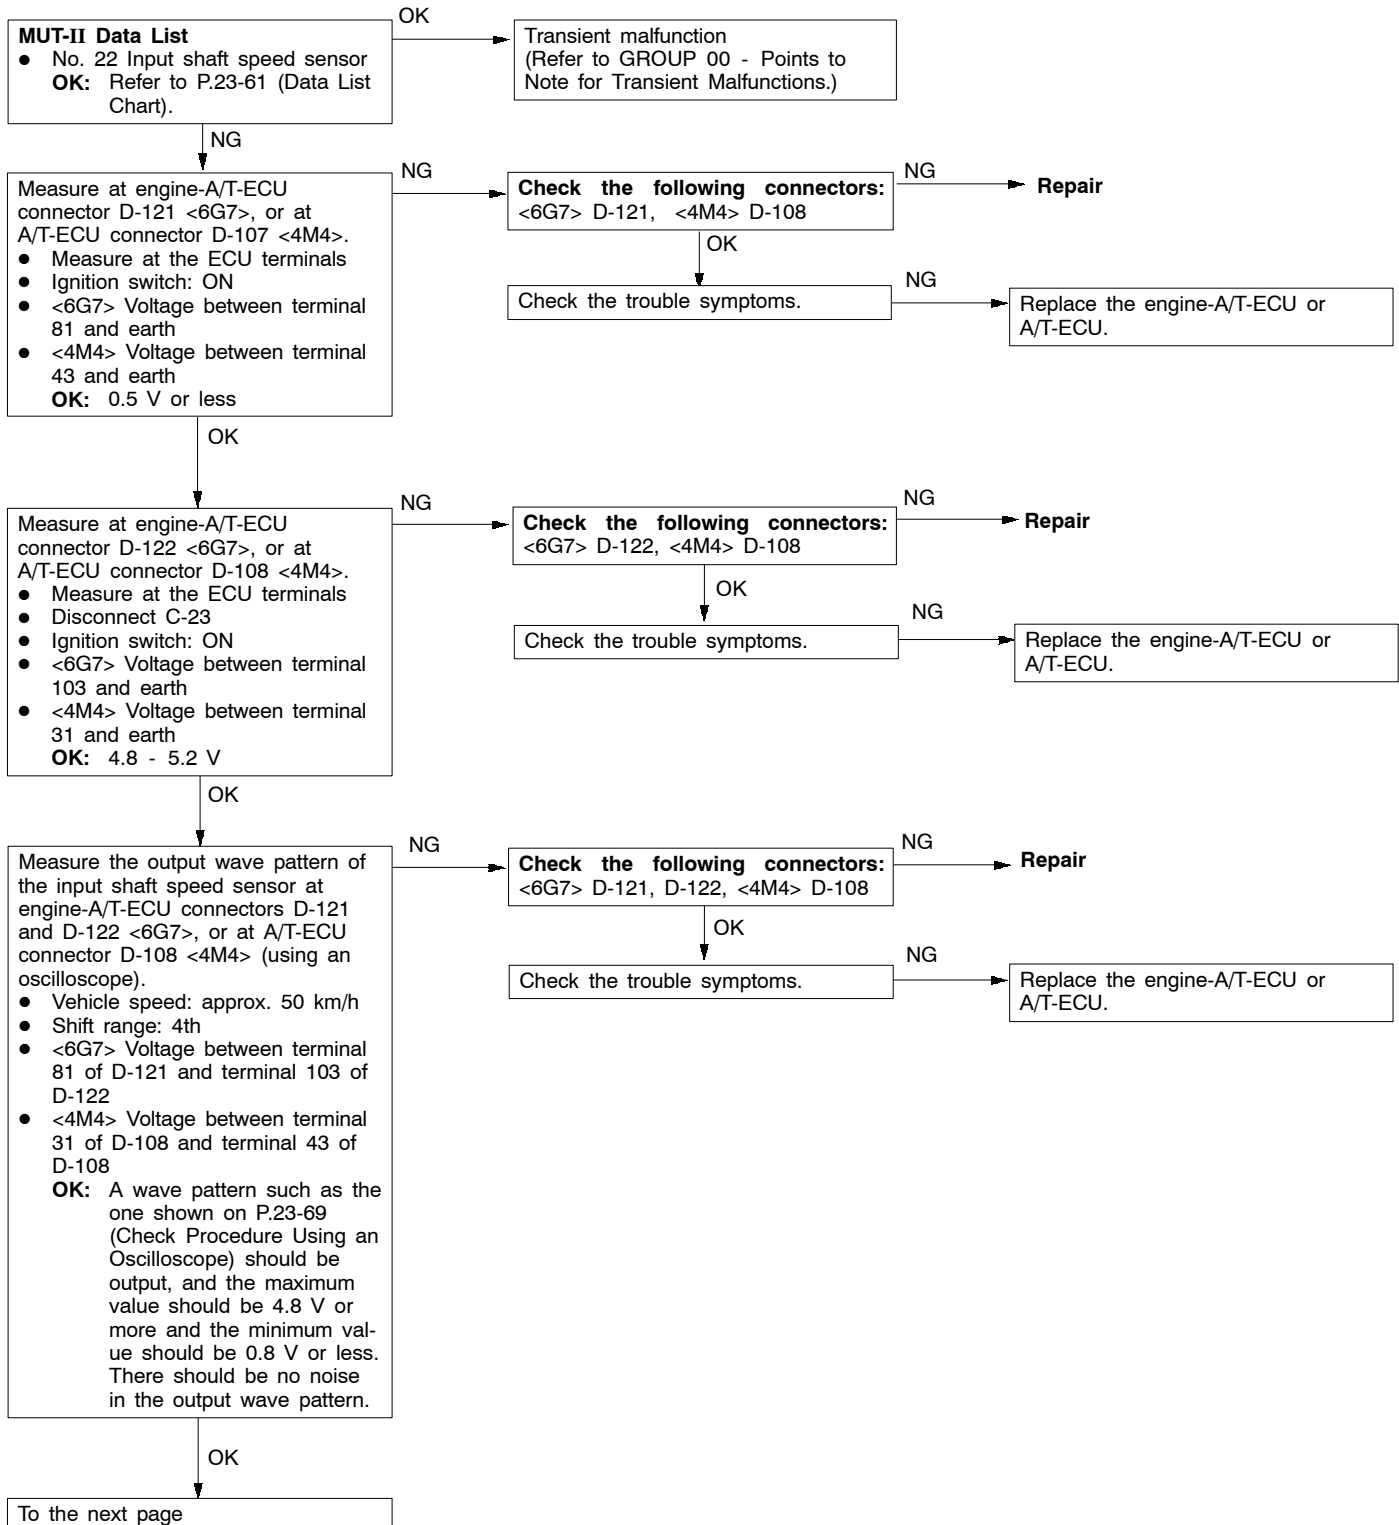 MUT-II Data List
● No. 22 Input shaft speed sensor
OK: Refer to P.23-61 (Data List
Chart).
OK
Transient malfunction
(Refer to GROUP 00 - Points to
Note for Transient Malfunctions.)
NG
Measure at engine-A/T-ECU
connector D-121 <6G7>, or at
A/T-ECU connector D-107 <4M4>.
● Measure at the ECU terminals
● Ignition switch: ON
● <6G7> Voltage between terminal
81 and earth
● <4M4> Voltage between terminal
43 and earth
OK: 0.5 V or less
NG
Check the following connectors:
<6G7> D-121, <4M4> D-108
NG
Repair
OK
Check the trouble symptoms.
NG
Replace the engine-A/T-ECU or
A/T-ECU.
OK
Measure at engine-A/T-ECU
connector D-122 <6G7>, or at
A/T-ECU connector D-108 <4M4>.
● Measure at the ECU terminals
● Disconnect C-23
● Ignition switch: ON
● <6G7> Voltage between terminal
103 and earth
● <4M4> Voltage between terminal
31 and earth
OK: 4.8 - 5.2 V
NG
Check the following connectors:
<6G7> D-122, <4M4> D-108
NG
Repair
OK
Check the trouble symptoms.
NG
Replace the engine-A/T-ECU or
A/T-ECU.
OK
Measure the output wave pattern of
the input shaft speed sensor at
engine-A/T-ECU connectors D-121
and D-122 <6G7>, or at A/T-ECU
connector D-108 <4M4> (using an
oscilloscope).
● Vehicle speed: approx. 50 km/h
● Shift range: 4th
● <6G7> Voltage between terminal
81 of D-121 and terminal 103 of
D-122
● <4M4> Voltage between terminal
31 of D-108 and terminal 43 of
D-108
OK: A wave pattern such as the
one shown on P.23-69
(Check Procedure Using an
Oscilloscope) should be
output, and the maximum
value should be 4.8 V or
more and the minimum val-
ue should be 0.8 V or less.
There should be no noise
in the output wave pattern.
NG
Check the following connectors:
<6G7> D-121, D-122, <4M4> D-108
NG
Repair
OK
Check the trouble symptoms.
NG
Replace the engine-A/T-ECU or
A/T-ECU.
OK
To the next page